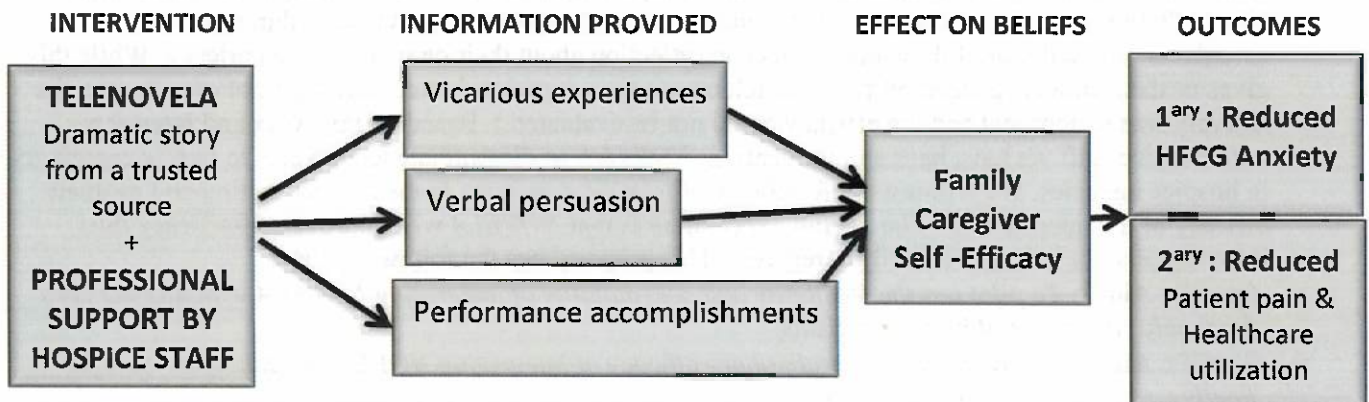 INTERVENTION
INFORMATION PROVIDED
EFFECT ON BELIEFS
OUTCOMES
TELENOVELA
Dramatic story
from a trusted
source
+
PROFESSIONAL
SUPPORT BY
HOSPICE STAFF
Vicarious experiences
Verbal persuasion
Performance accomplishments
Family
Caregiver
Self -Efficacy
1ary : Reduced
HFCG Anxiety
2ary : Reduced
Patient pain &
Healthcare
utilization